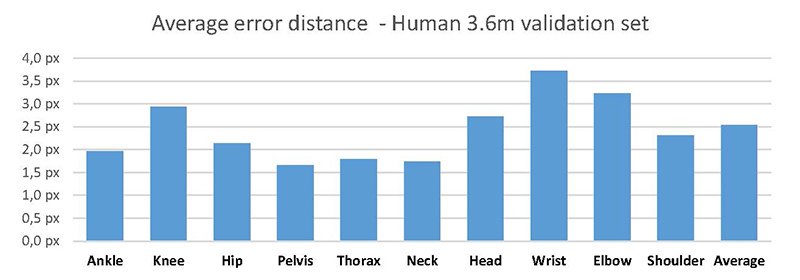 Average error distance - Human 3.6m validation set
4,0 px
3,5 px
3,0 px
2,5 px
2,0 px
1,5 px
1,0 px
0,5 px
0,0 px
Ankle Knee Hip Pelvis Thorax Neck Head Wrist Elbow Shoulder Average